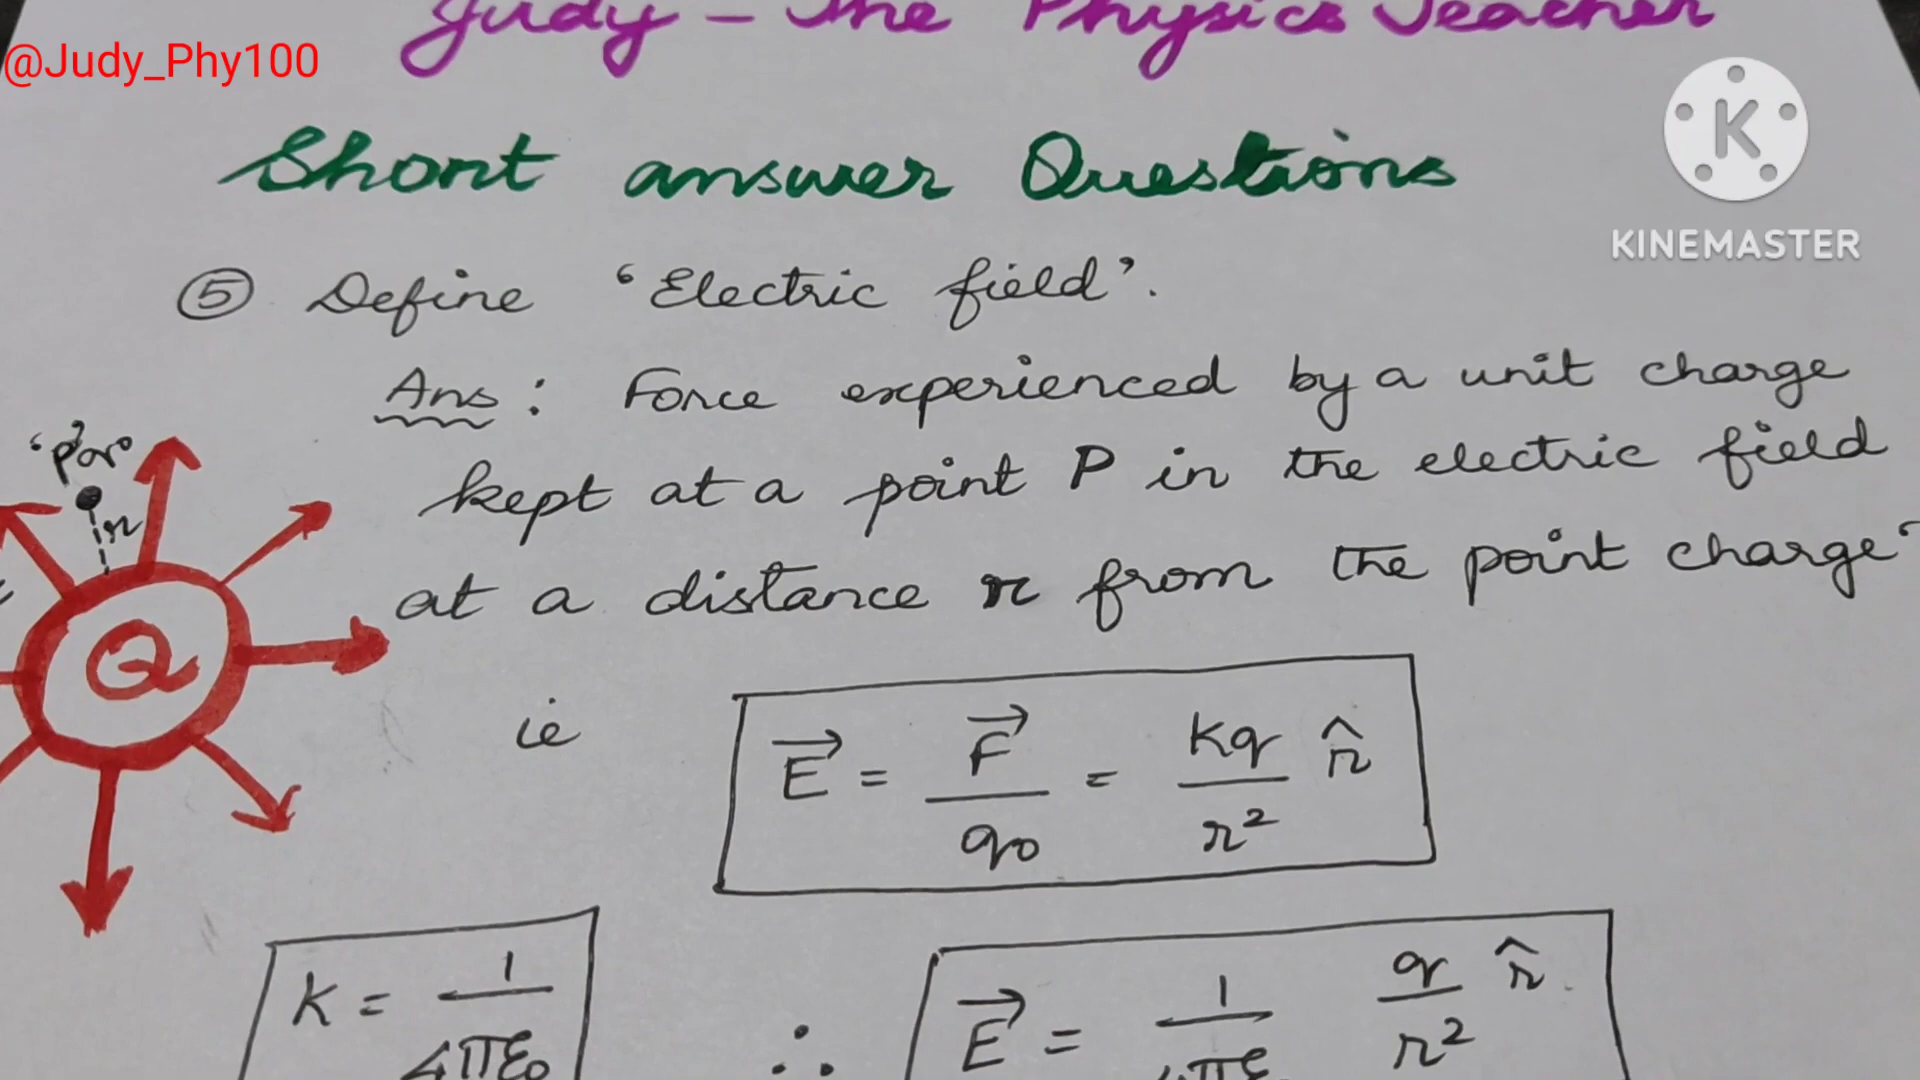 Judy - The Physics Teacher
@Judy_Phy100
Short answer Questions
KINEMASTER
⑤ Define 'Electric field'.
Ans : Force experienced by a unit charge
kept at a point P in the electric field
at a distance r from the point charge
'P'
r
Q
ie
E⃗ = F⃗/q₀ = Kq/r² r̂
K = 1/4πε₀
∴ E⃗ = 1/4πε q/r² r̂